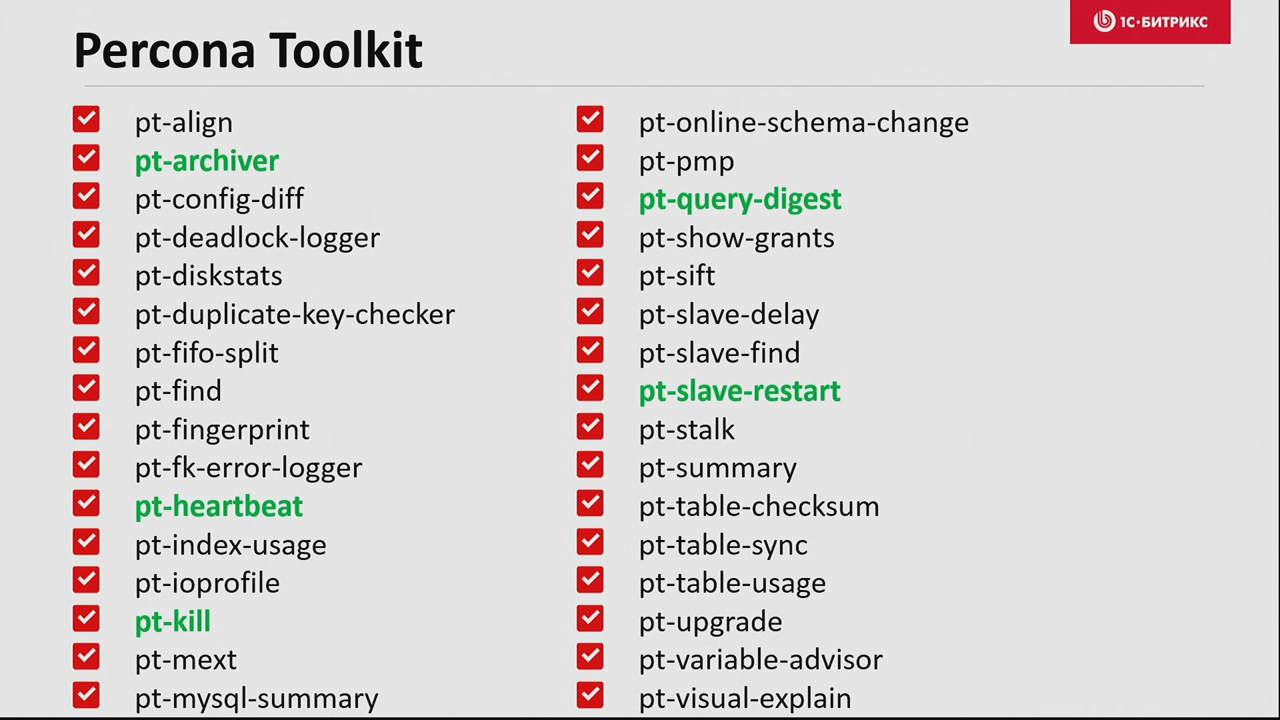 Percona Toolkit
1С·БИТРИКС
pt-align
pt-archiver
pt-config-diff
pt-deadlock-logger
pt-diskstats
pt-duplicate-key-checker
pt-fifo-split
pt-find
pt-fingerprint
pt-fk-error-logger
pt-heartbeat
pt-index-usage
pt-ioprofile
pt-kill
pt-mext
pt-mysql-summary
pt-online-schema-change
pt-pmp
pt-query-digest
pt-show-grants
pt-sift
pt-slave-delay
pt-slave-find
pt-slave-restart
pt-stalk
pt-summary
pt-table-checksum
pt-table-sync
pt-table-usage
pt-upgrade
pt-variable-advisor
pt-visual-explain